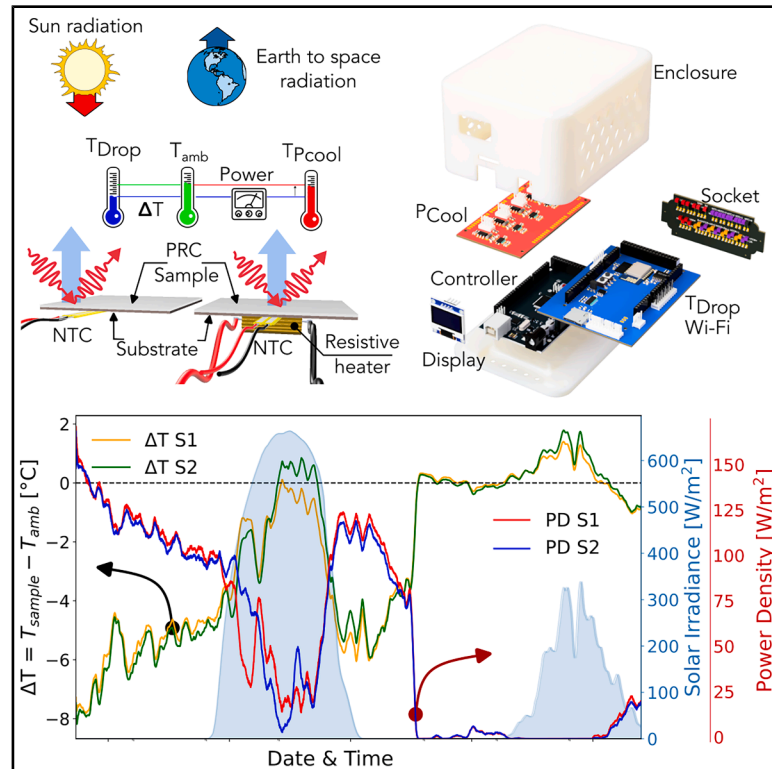 Sun radiation
Earth to space
radiation
Enclosure
TDrop
Tamb
Power
TPcool
ΔT
PCool
Socket
PRC
Sample
Controller
TDrop
Wi-Fi
NTC
Substrate
NTC
Resistive
heater
Display
ΔT S1
ΔT S2
PD S1
PD S2
2
0
−2
−4
−6
−8
ΔT = Tsample − Tamb [°C]
600
500
400
300
200
100
0
Solar Irradiance [W/m²]
150
125
100
75
50
25
0
Power Density [W/m²]
Date & Time